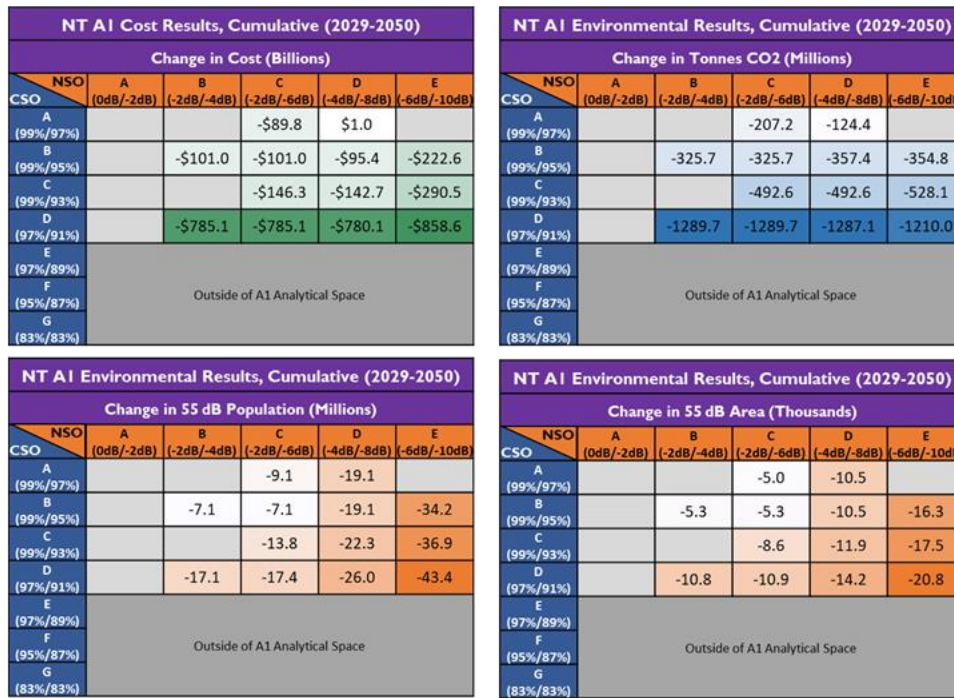 NT A1 Cost Results, Cumulative (2029-2050)
Change in Cost (Billions)
NSO A B C D E
CSO (0dB/-2dB) (-2dB/-4dB) (-2dB/-6dB) (-4dB/-8dB) (-6dB/-10dB)
A
(99%/97%) -$89.8 $1.0
B
(99%/95%) -$101.0 -$101.0 -$95.4 -$222.6
C
(99%/93%) -$146.3 -$142.7 -$290.5
D
(97%/91%) -$785.1 -$785.1 -$780.1 -$858.6
E
(97%/89%)
F
(95%/87%)
G
(83%/83%)
Outside of A1 Analytical Space
NT A1 Environmental Results, Cumulative (2029-2050)
Change in Tonnes CO2 (Millions)
NSO A B C D E
CSO (0dB/-2dB) (-2dB/-4dB) (-2dB/-6dB) (-4dB/-8dB) (-6dB/-10dB
A
(99%/97%) -207.2 -124.4
B
(99%/95%) -325.7 -325.7 -357.4 -354.8
C
(99%/93%) -492.6 -492.6 -528.1
D
(97%/91%) -1289.7 -1289.7 -1287.1 -1210.0
E
(97%/89%)
F
(95%/87%)
G
(83%/83%)
Outside of A1 Analytical Space
NT A1 Environmental Results, Cumulative (2029-2050)
Change in 55 dB Population (Millions)
NSO A B C D E
CSO (0dB/-2dB) (-2dB/-4dB) (-2dB/-6dB) (-4dB/-8dB) (-6dB/-10dB)
A
(99%/97%) -9.1 -19.1
B
(99%/95%) -7.1 -7.1 -19.1 -34.2
C
(99%/93%) -13.8 -22.3 -36.9
D
(97%/91%) -17.1 -17.4 -26.0 -43.4
E
(97%/89%)
F
(95%/87%)
G
(83%/83%)
Outside of A1 Analytical Space
NT A1 Environmental Results, Cumulative (2029-2050)
Change in 55 dB Area (Thousands)
NSO A B C D E
CSO (0dB/-2dB) (-2dB/-4dB) (-2dB/-6dB) (-4dB/-8dB) (-6dB/-10dB
A
(99%/97%) -5.0 -10.5
B
(99%/95%) -5.3 -5.3 -10.5 -16.3
C
(99%/93%) -8.6 -11.9 -17.5
D
(97%/91%) -10.8 -10.9 -14.2 -20.8
E
(97%/89%)
F
(95%/87%)
G
(83%/83%)
Outside of A1 Analytical Space